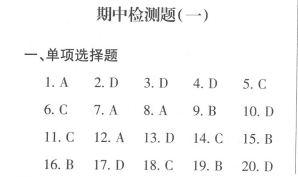 期中检测题(一)
一、单项选择题
1. A 2. D 3. D 4. D 5. C
6. C 7. A 8. A 9. B 10. D
11. C 12. A 13. D 14. C 15. B
16. B 17. D 18. C 19. B 20. D